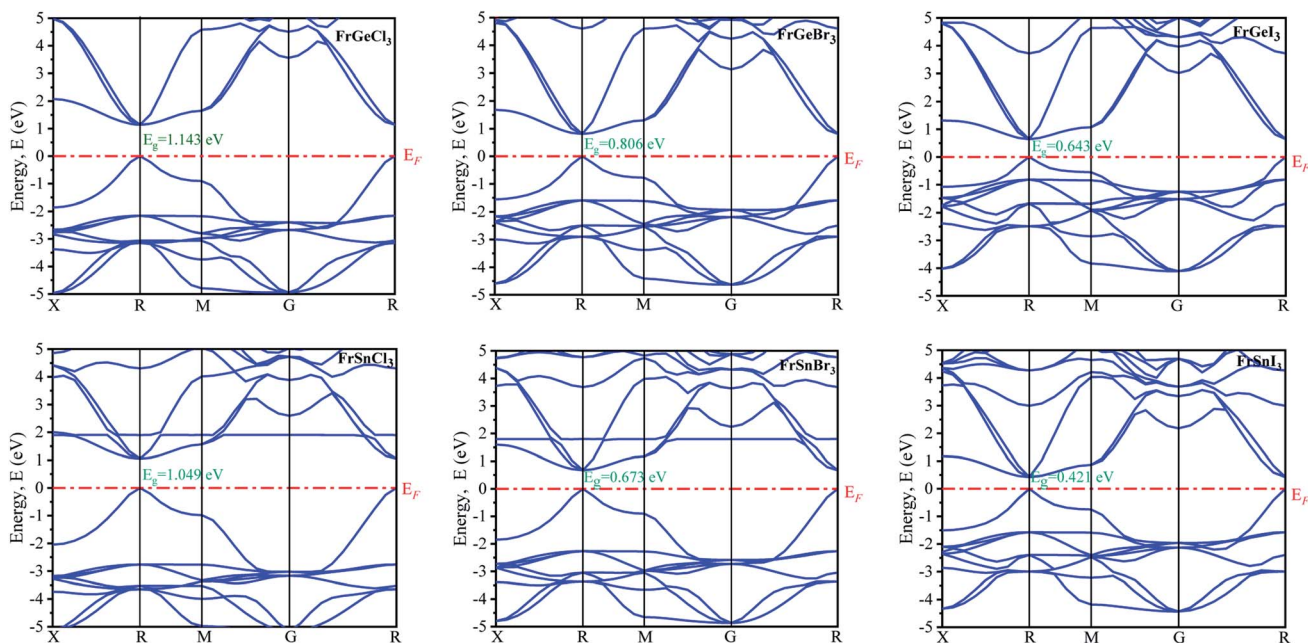 FrGeCl3
Energy, E (eV)
5
4
3
2
1
0
-1
-2
-3
-4
-5
Eg=1.143 eV
EF
X R M G R
FrGeBr3
Energy, E (eV)
5
4
3
2
1
0
-1
-2
-3
-4
-5
Eg=0.806 eV
EF
X R M G R
FrGeI3
Energy, E (eV)
5
4
3
2
1
0
-1
-2
-3
-4
-5
Eg=0.643 eV
EF
X R M G R
FrSnCl3
Energy, E (eV)
5
4
3
2
1
0
-1
-2
-3
-4
-5
Eg=1.049 eV
EF
X R M G R
FrSnBr3
Energy, E (eV)
5
4
3
2
1
0
-1
-2
-3
-4
-5
Eg=0.673 eV
EF
X R M G R
FrSnI3
Energy, E (eV)
5
4
3
2
1
0
-1
-2
-3
-4
-5
Eg=0.421 eV
EF
X R M G R